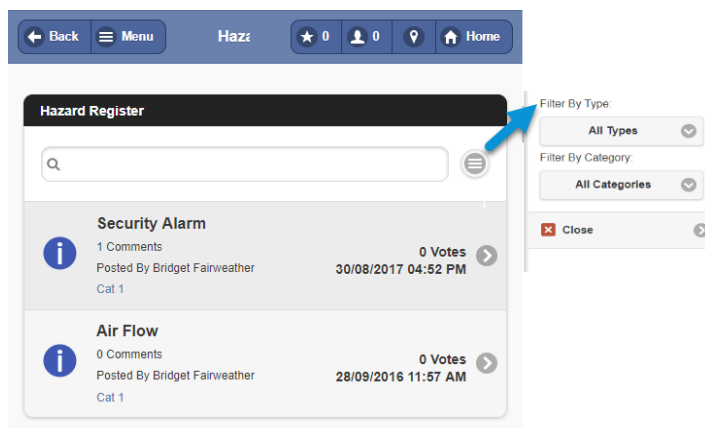 Back Menu Haza 0 0 Home
Hazard Register
Security Alarm
1 Comments
Posted By Bridget Fairweather
Cat 1
0 Votes
30/08/2017 04:52 PM
Air Flow
0 Comments
Posted By Bridget Fairweather
Cat 1
0 Votes
28/09/2016 11:57 AM
Filter By Type:
All Types
Filter By Category:
All Categories
Close